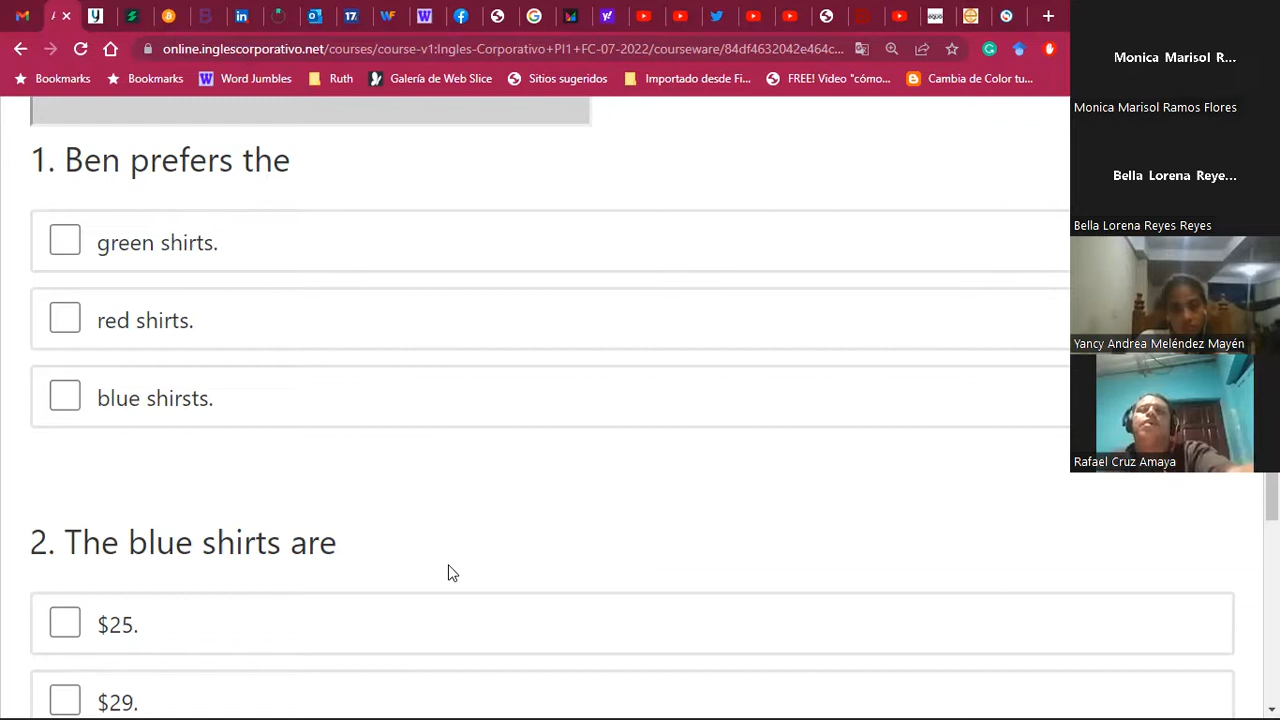 online.inglescorporativo.net/courses/course-v1:Ingles-Corporativo+PI1+FC-07-2022/courseware/84df4632042e464c...
Bookmarks
Bookmarks
Word Jumbles
Ruth
Galería de Web Slice
Sitios sugeridos
Importado desde Fi...
FREE! Video "cómo...
Cambia de Color tu...
1. Ben prefers the
green shirts.
red shirts.
blue shirsts.
2. The blue shirts are
$25.
$29.
Monica Marisol R...
Monica Marisol Ramos Flores
Bella Lorena Reye...
Bella Lorena Reyes Reyes
Yancy Andrea Meléndez Mayén
Rafael Cruz Amaya